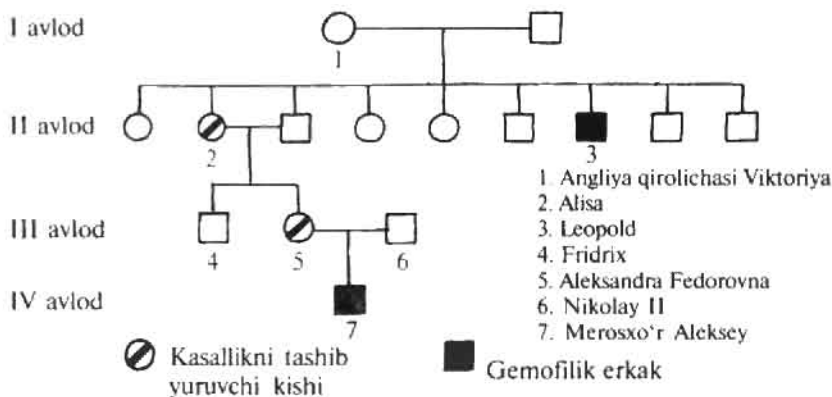 I avlod
1
II avlod
2
3
1. Angliya qirolichasi Viktoriya
2. Alisa
3. Leopold
4. Fridrix
5. Aleksandra Fedorovna
6. Nikolay II
7. Merosxo‘r Aleksey
III avlod
4
5
6
IV avlod
7
Kasallikni tashib
yuruvchi kishi
Gemofilik erkak